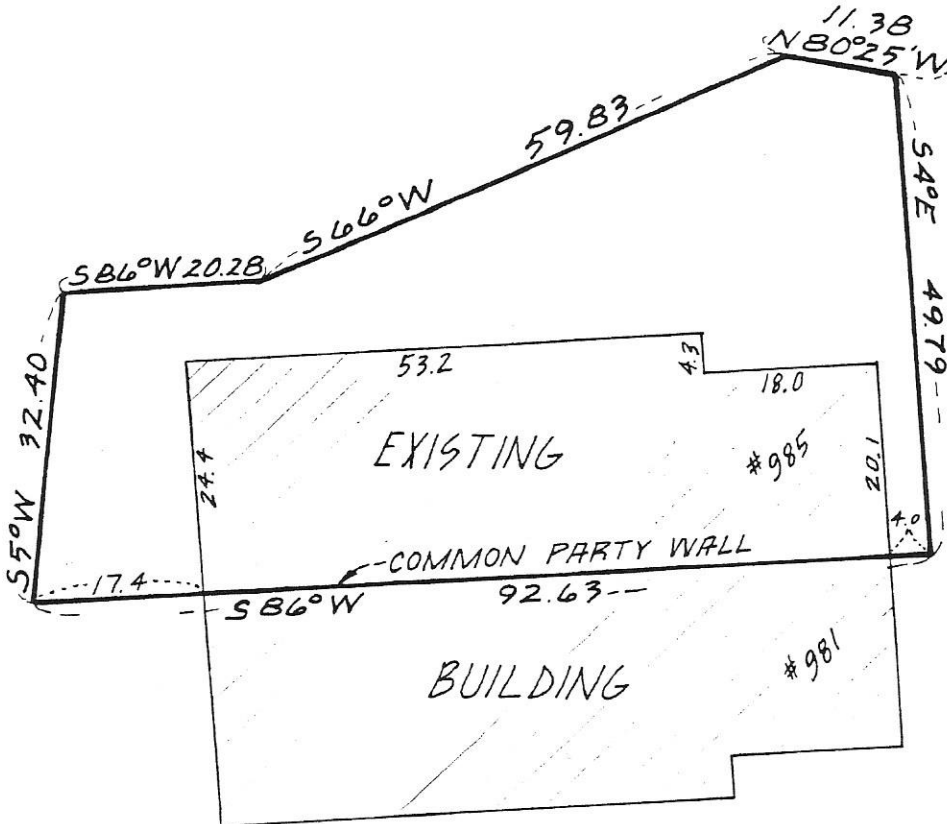 11.38
N80°25'W
59.83
S66°W
S4°E 49.79
S86°W 20.28
S5°W 32.40
53.2
4.3
18.0
EXISTING
#985
24.4
20.1
4.0
COMMON PARTY WALL
17.4
S86°W 92.63
BUILDING
#981